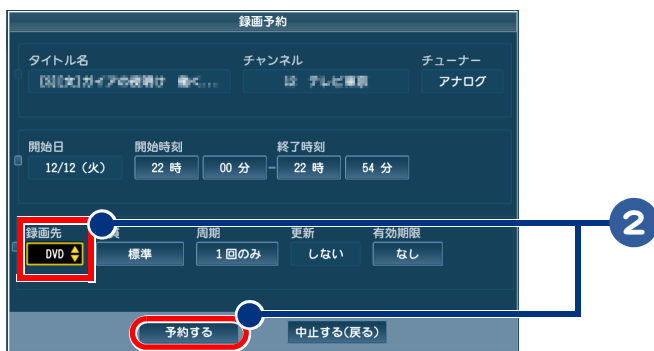 録画予約
タイトル名 チャンネル チューナー
アナログ
開始日 開始時刻 終了時刻
12/12 (火) 22 時 00 分 - 22 時 54 分
録画先 周期 更新 有効期限
DVD 標準 1回のみ しない なし
予約する 中止する(戻る)
2